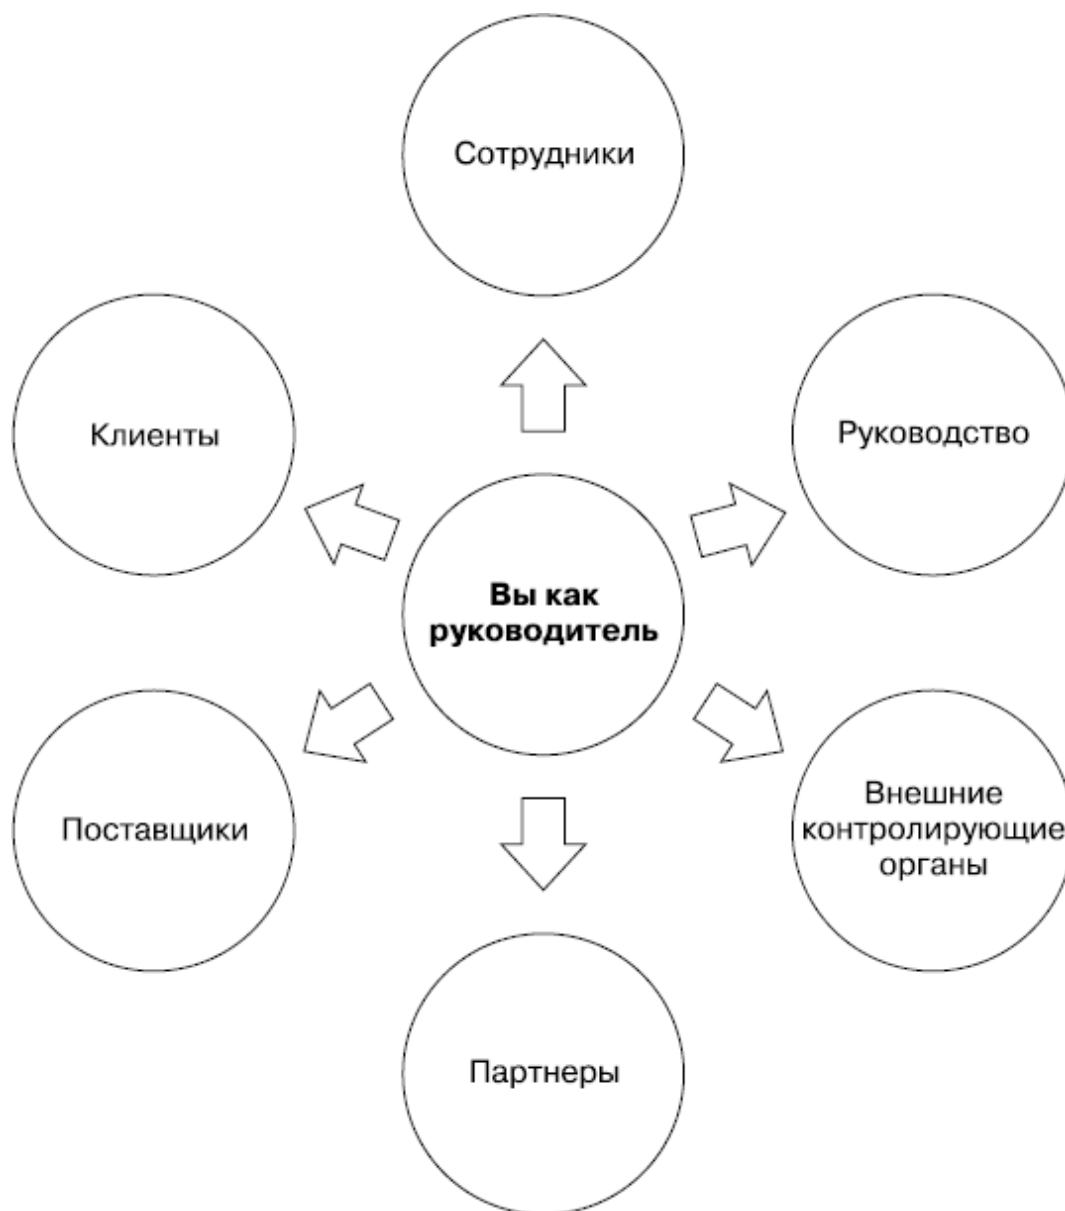 Сотрудники
Клиенты
Руководство
Вы как
руководитель
Поставщики
Внешние
контролирующие
органы
Партнеры